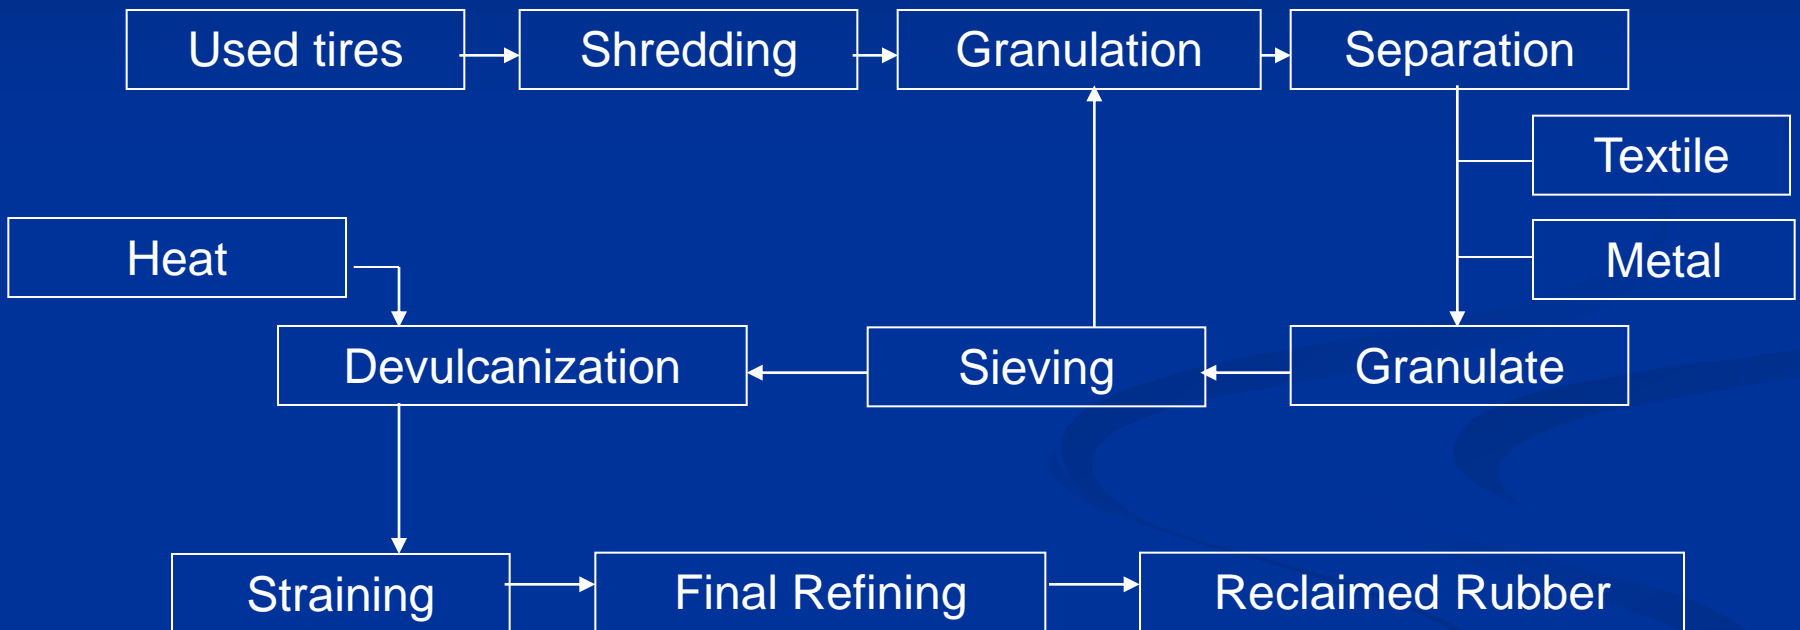 Used tires
Shredding
Granulation
Separation
Textile
Heat
Metal
Devulcanization
Sieving
Granulate
Straining
Final Refining
Reclaimed Rubber